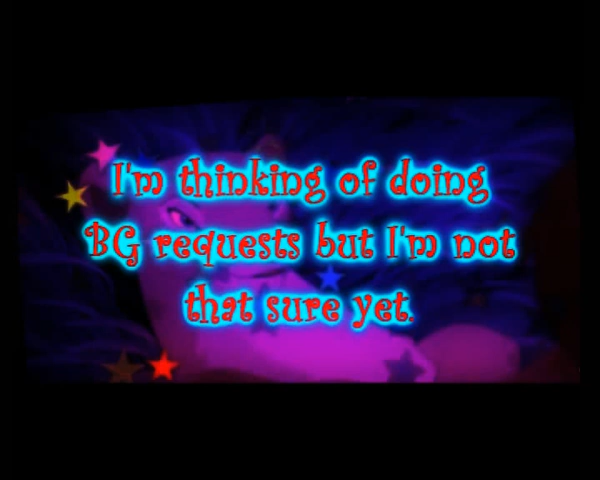 I'm thinking of doing
BG requests but I'm not
that sure yet.